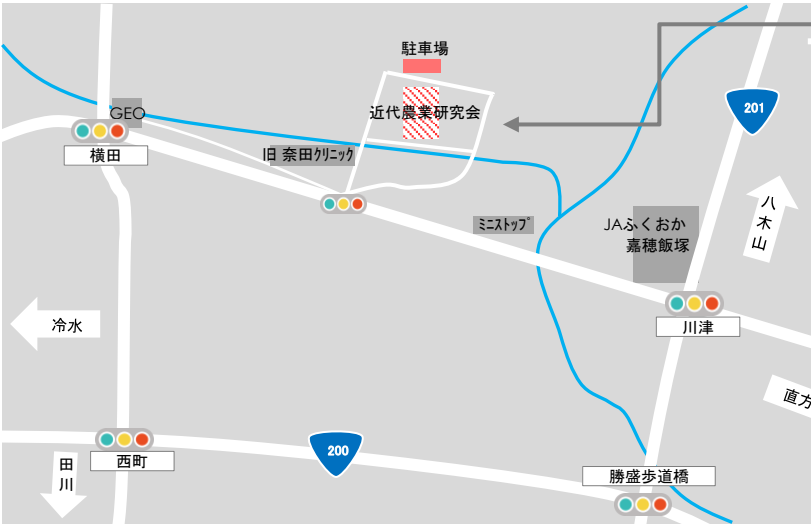 駐車場
201
GEO
近代農業研究会
横田
旧 奈田ｸﾘﾆｯｸ
八木山
ﾐﾆｽﾄｯﾌﾟ
JAふくおか
嘉穂飯塚
冷水
川津
直方
200
西町
田川
勝盛歩道橋